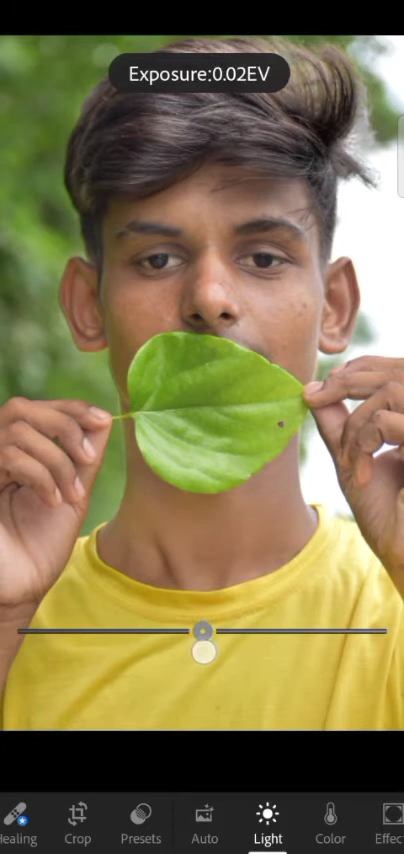 Exposure:0.02EV
Healing
Crop
Presets
Auto
Light
Color
Effec